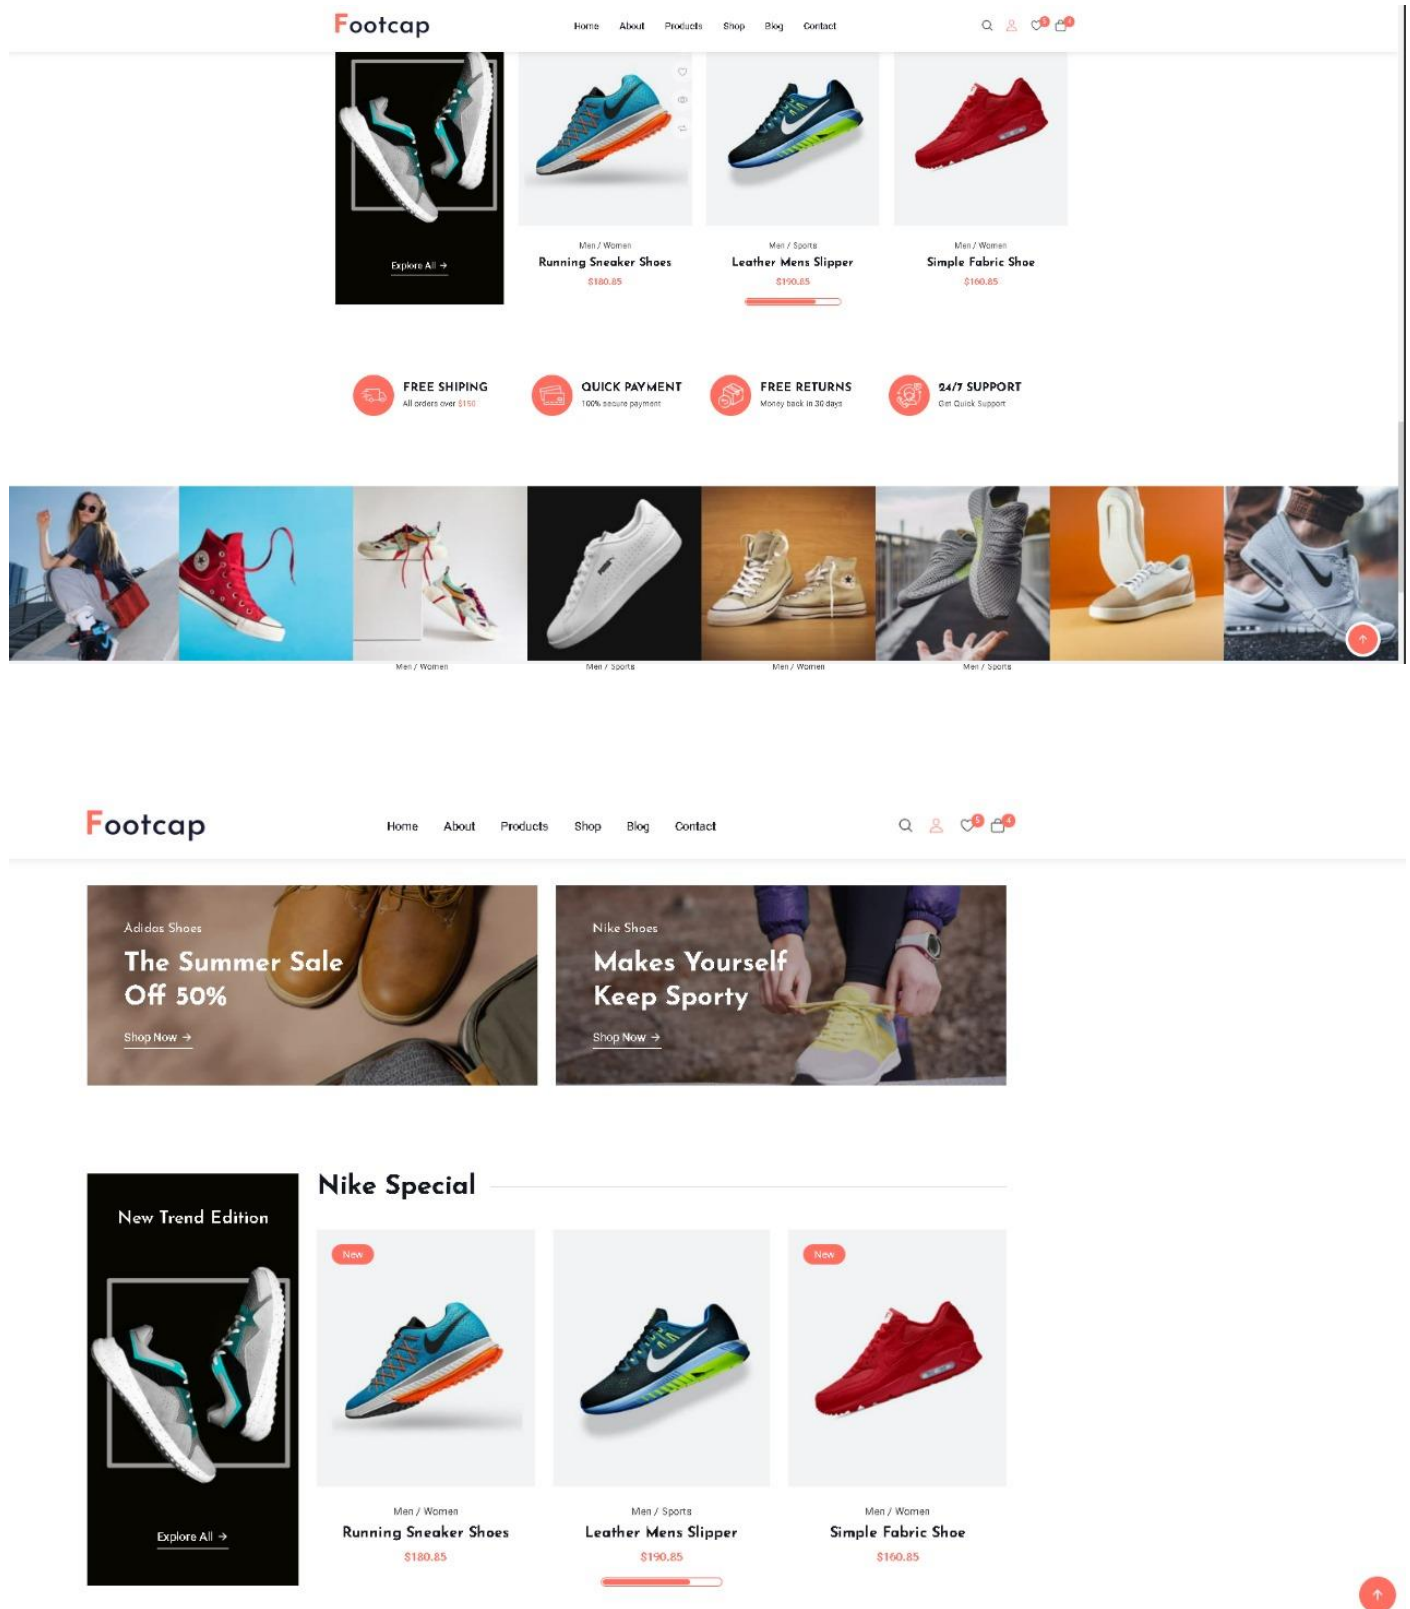 Footcap
Home About Products Shop Blog Contact
5 4
Explore All →
Men / Women
Running Sneaker Shoes
$180.85
Men / Sports
Leather Mens Slipper
$190.85
Men / Women
Simple Fabric Shoe
$160.85
FREE SHIPING
All orders over $150
QUICK PAYMENT
100% secure payment
FREE RETURNS
Money back in 30 days
24/7 SUPPORT
Get Quick Support
Men / Women Men / Sports Men / Women Men / Sports
Footcap
Home About Products Shop Blog Contact
5 4
Adidas Shoes
The Summer Sale
Off 50%
Shop Now →
Nike Shoes
Makes Yourself
Keep Sporty
Shop Now →
New Trend Edition
Explore All →
Nike Special
New
Men / Women
Running Sneaker Shoes
$180.85
Men / Sports
Leather Mens Slipper
$190.85
New
Men / Women
Simple Fabric Shoe
$160.85